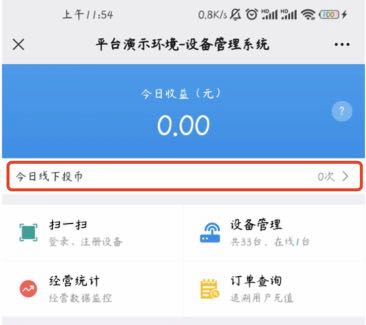 上午11:54
0.8K/s
100
平台演示环境-设备管理系统
今日收益（元）
0.00
?
今日线下投币
0次
扫一扫
登录、注册设备
设备管理
共33台，在线1台
经营统计
经营数据监控
订单查询
追溯用户充值